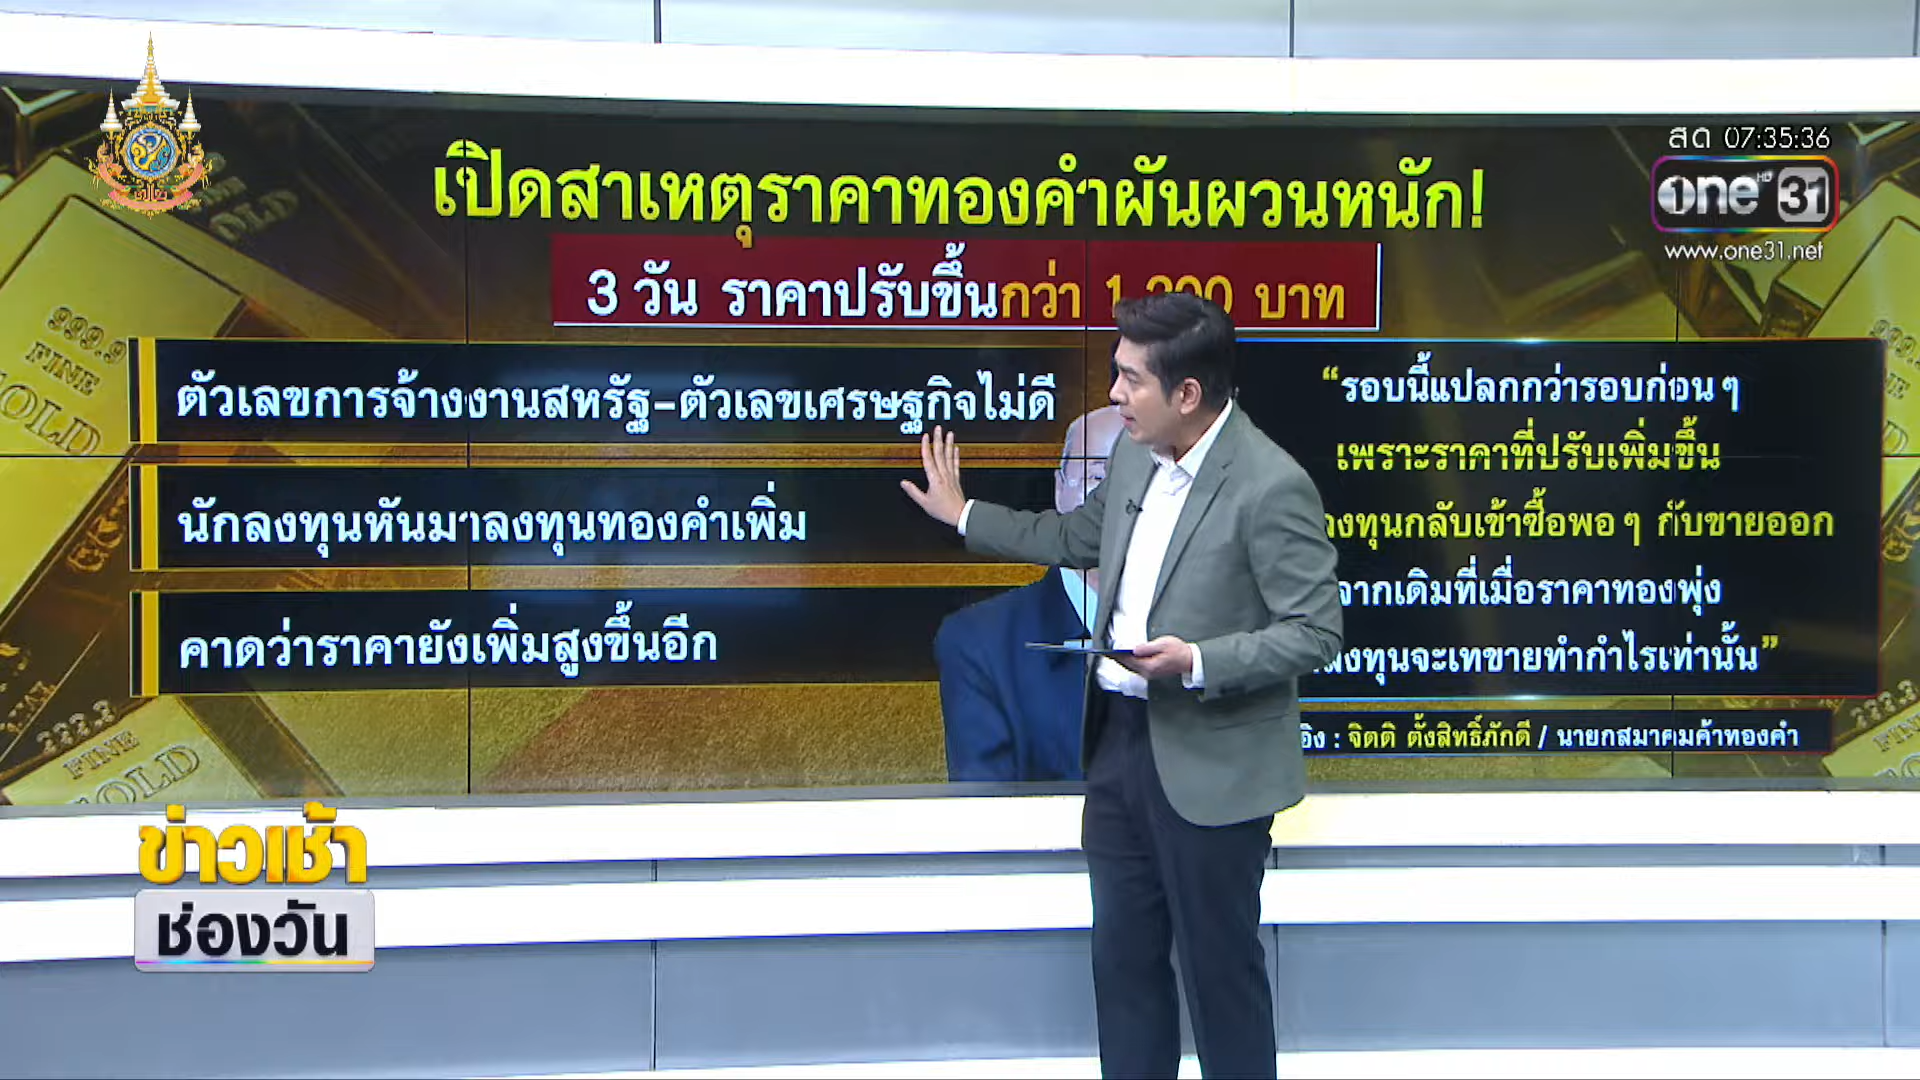 สด 07:35:36
one HD 31
www.one31.net
เปิดสาเหตุราคาทองคำผันผวนหนัก!
3 วัน ราคาปรับขึ้นกว่า บาท
ตัวเลขการจ้างงานสหรัฐ-ตัวเลขเศรษฐกิจไม่ดี
นักลงทุนหันมาลงทุนทองคำเพิ่ม
คาดว่าราคายังเพิ่มสูงขึ้นอีก
“รอบนี้แปลกกว่ารอบก่อนๆ
เพราะราคาที่ปรับเพิ่มขึ้น
ลงทุนกลับเข้าซื้อพอๆ กับขายออก
จากเดิมที่เมื่อราคาทองพุ่ง
ลงทุนจะเทขายทำกำไรเท่านั้น”
อิง : จิตติ ตั้งสิทธิ์ภักดี / นายกสมาคมค้าทองคำ
999.9
FINE
GOLD
GOLD
FINE
GOLD
ข่าวเช้า
ช่องวัน